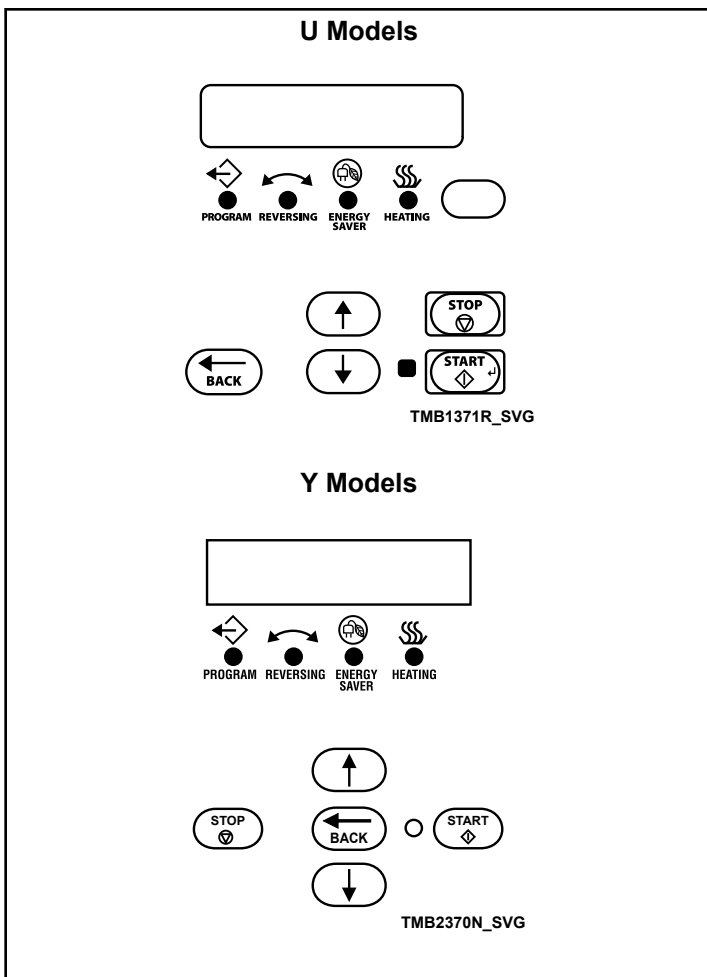 U Models
PROGRAM REVERSING ENERGY SAVER HEATING
STOP
START
BACK
TMB1371R_SVG
Y Models
PROGRAM REVERSING ENERGY SAVER HEATING
STOP
BACK
START
TMB2370N_SVG